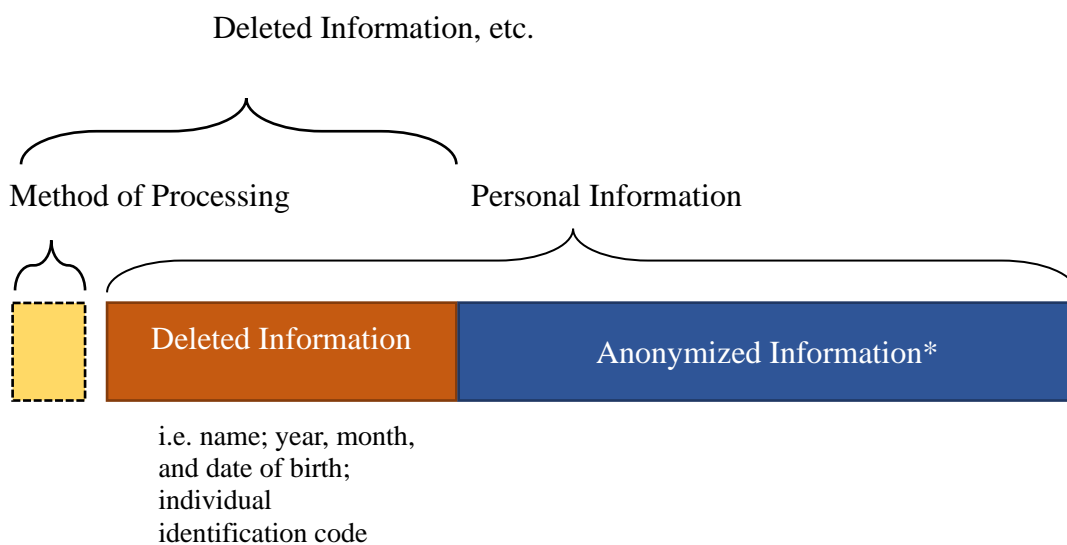 Deleted Information, etc.
Method of Processing
Personal Information
Deleted Information
Anonymized Information*
i.e. name; year, month,
and date of birth;
individual
identification code